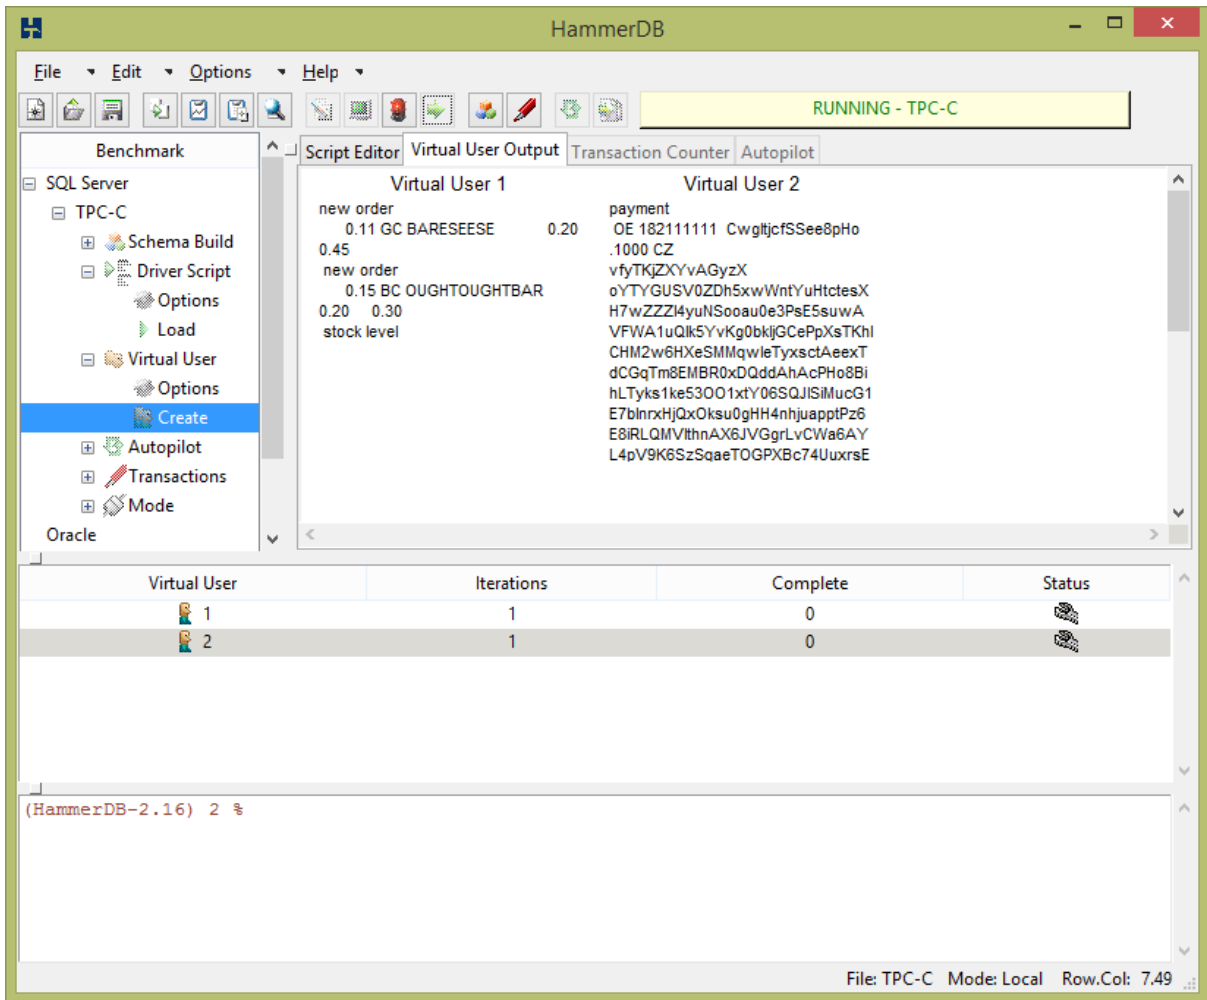 HammerDB
File Edit Options Help
RUNNING - TPC-C
Benchmark
SQL Server
TPC-C
Schema Build
Driver Script
Options
Load
Virtual User
Options
Create
Autopilot
Transactions
Mode
Oracle
Script Editor Virtual User Output Transaction Counter Autopilot
Virtual User 1
new order
0.11 GC BARESEESE 0.20
0.45
new order
0.15 BC OUGHTOUGHTBAR
0.20 0.30
stock level
Virtual User 2
payment
OE 182111111 CwgltjcfSSee8pHo
.1000 CZ
vfyTKjZXYvAGyzX
oYTYGUSV0ZDh5xwWntYuHtctesX
H7wZZZl4yuNSooau0e3PsE5suwA
VFWA1uQlk5YvKg0bkljGCePpXsTKhl
CHM2w6HXeSMMqwleTyxsctAeexT
dCGqTm8EMBR0xDQddAhAcPHo8Bi
hLTyks1ke53OO1xtY06SQJlSiMucG1
E7blnrxHjQxOksu0gHH4nhjuapptPz6
E8iRLQMVlthnAX6JVGgrLvCWa6AY
L4pV9K6SzSqaeTOGPXBc74UuxrsE
Virtual User Iterations Complete Status
1 1 0
2 1 0
(HammerDB-2.16) 2 %
File: TPC-C Mode: Local Row.Col: 7.49